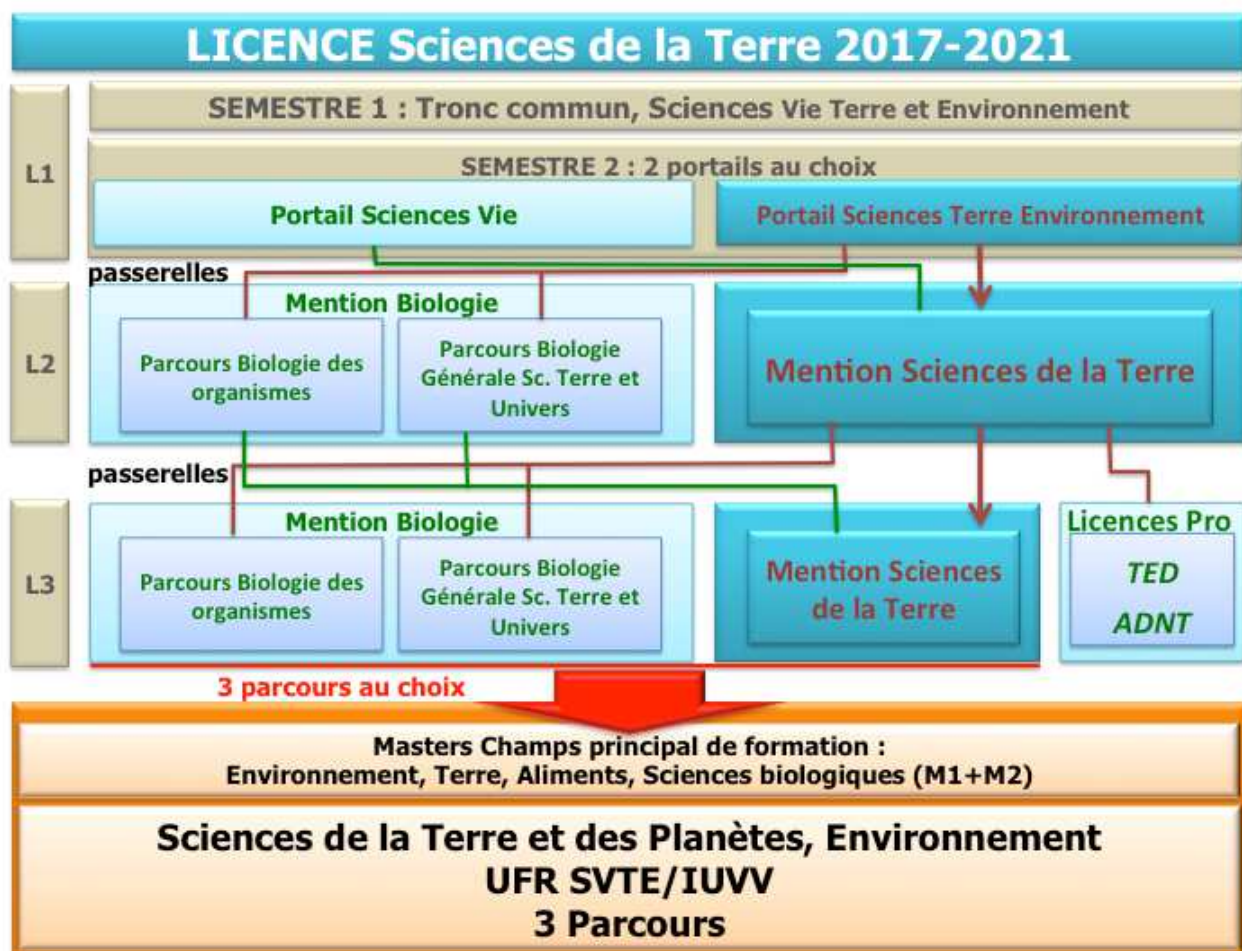 LICENCE Sciences de la Terre 2017-2021
L1
SEMESTRE 1 : Tronc commun, Sciences Vie Terre et Environnement
SEMESTRE 2 : 2 portails au choix
Portail Sciences Vie
Portail Sciences Terre Environnement
passerelles
L2
Mention Biologie
Parcours Biologie des
organismes
Parcours Biologie
Générale Sc. Terre et
Univers
Mention Sciences de la Terre
passerelles
L3
Mention Biologie
Parcours Biologie des
organismes
Parcours Biologie
Générale Sc. Terre et
Univers
Mention Sciences
de la Terre
Licences Pro
TED
ADNT
3 parcours au choix
Masters Champs principal de formation :
Environnement, Terre, Aliments, Sciences biologiques (M1+M2)
Sciences de la Terre et des Planètes, Environnement
UFR SVTE/IUVV
3 Parcours